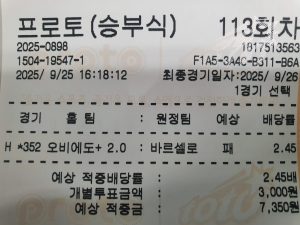 프로토(승부식) 113회차
2025-0898 1817513563
1504-19547-1 F1A5-3A4C-B311-B66A
2025/ 9/25 16:18:12 최종경기일자: 2025/ 9/26
1경기 선택
경기 홈 팀 : 원정팀 예상 배당률
H *352 오비에도+ 2.0 : 바르셀로 패 2.45
예상 적중배당률 2.45배
개별투표금액 3,000원
예상 적중금 7,350원